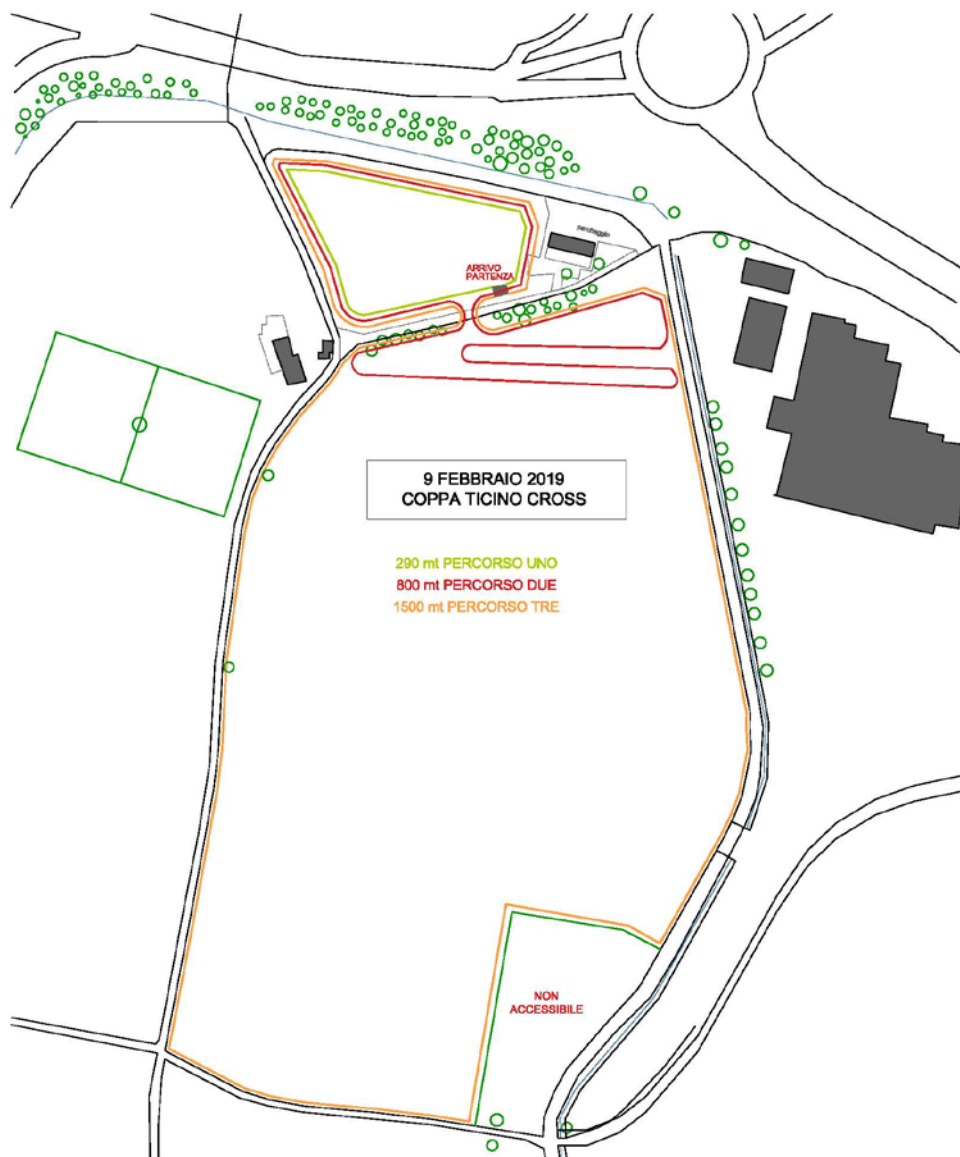 parcheggio
ARRIVO
PARTENZA
9 FEBBRAIO 2019
COPPA TICINO CROSS
290 mt PERCORSO UNO
800 mt PERCORSO DUE
1500 mt PERCORSO TRE
NON
ACCESSIBILE